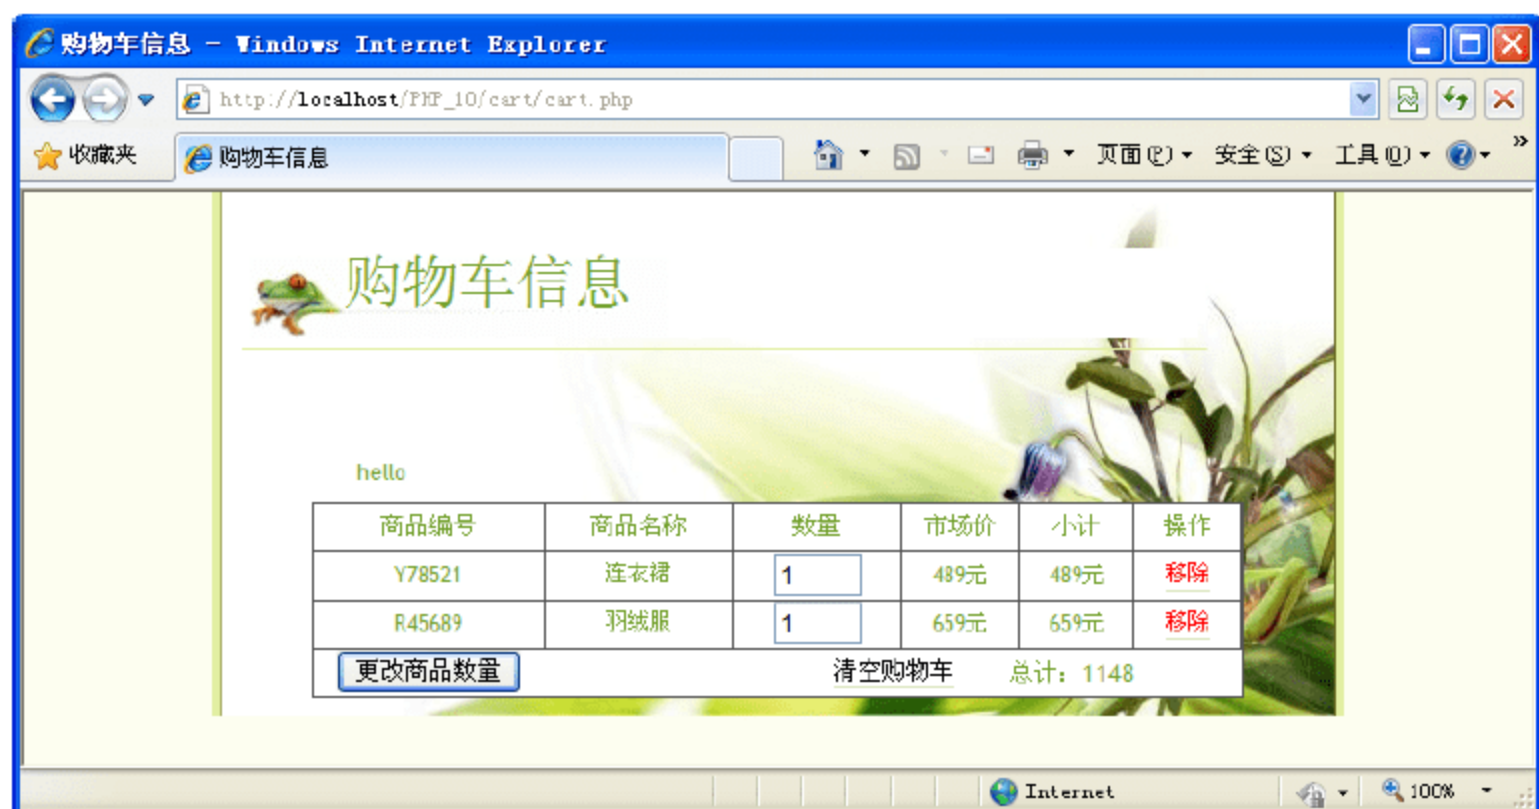 购物车信息 - Windows Internet Explorer
http://localhost/PHP_10/cart/cart.php
收藏夹 购物车信息 页面(P) 安全(S) 工具(O) »
购物车信息
hello
商品编号 商品名称 数量 市场价 小计 操作
Y78521 连衣裙 1 489元 489元 移除
R45689 羽绒服 1 659元 659元 移除
更改商品数量 清空购物车 总计：1148
Internet 100%